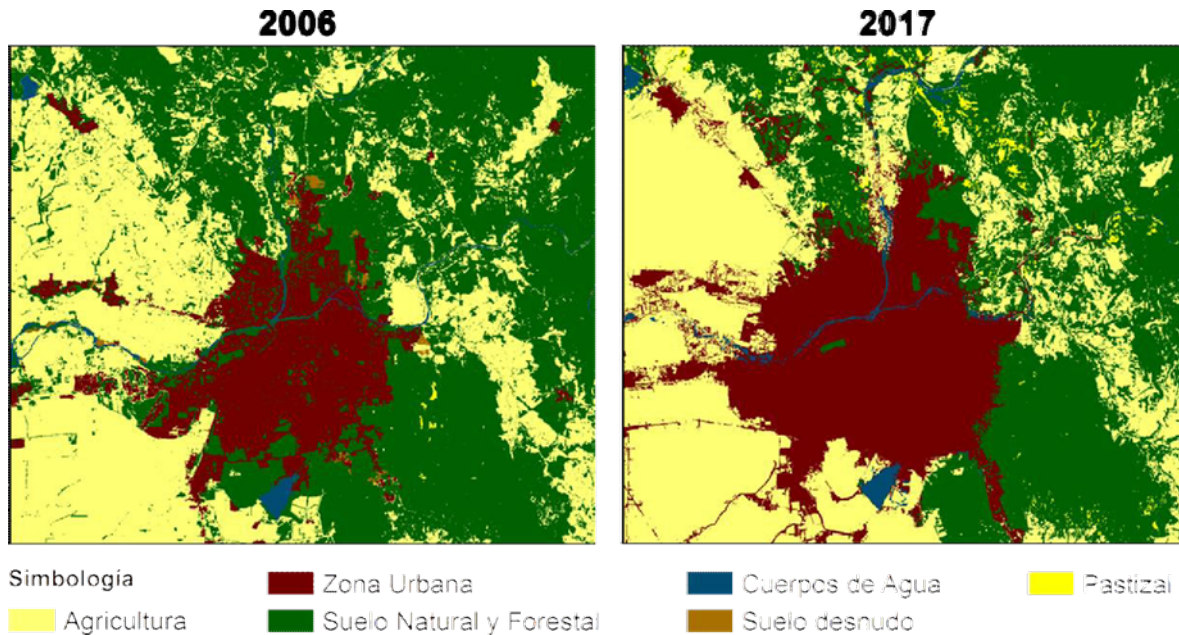 2006
2017
Simbología
Zona Urbana
Cuerpos de Agua
Pastizal
Agricultura
Suelo Natural y Forestal
Suelo desnudo